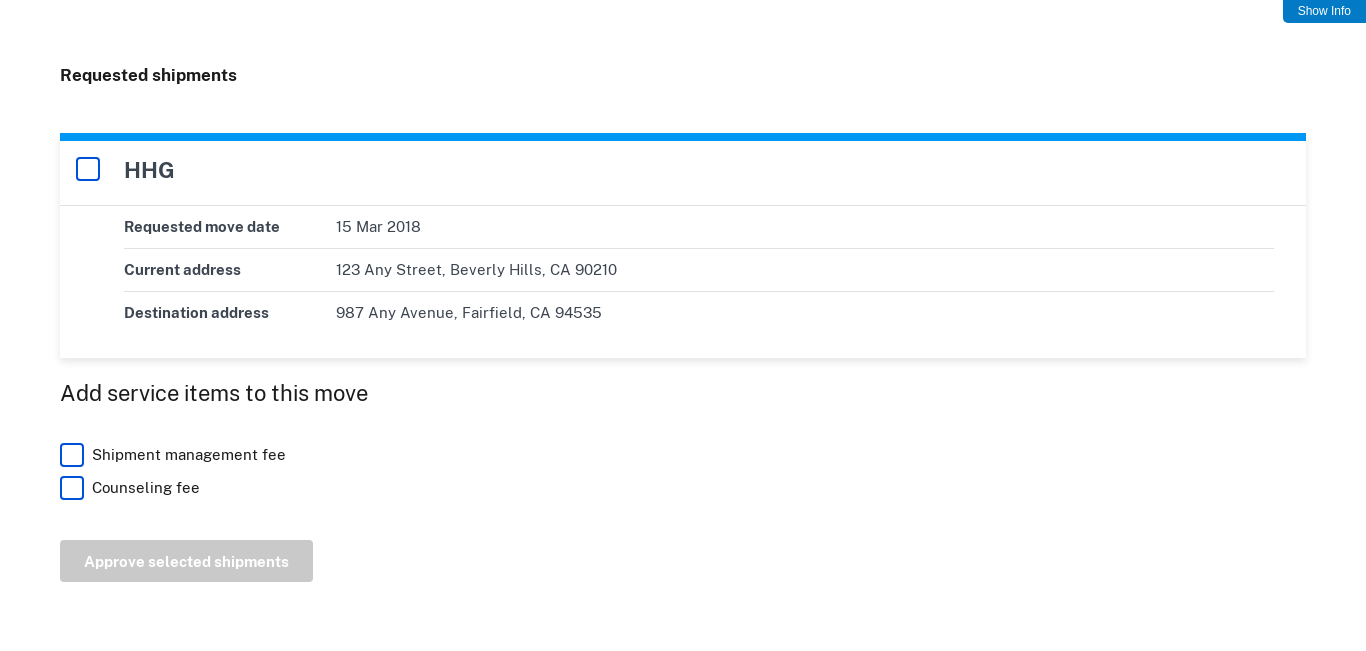 Show Info
Requested shipments
HHG
Requested move date 15 Mar 2018
Current address 123 Any Street, Beverly Hills, CA 90210
Destination address 987 Any Avenue, Fairfield, CA 94535
Add service items to this move
Shipment management fee
Counseling fee
Approve selected shipments